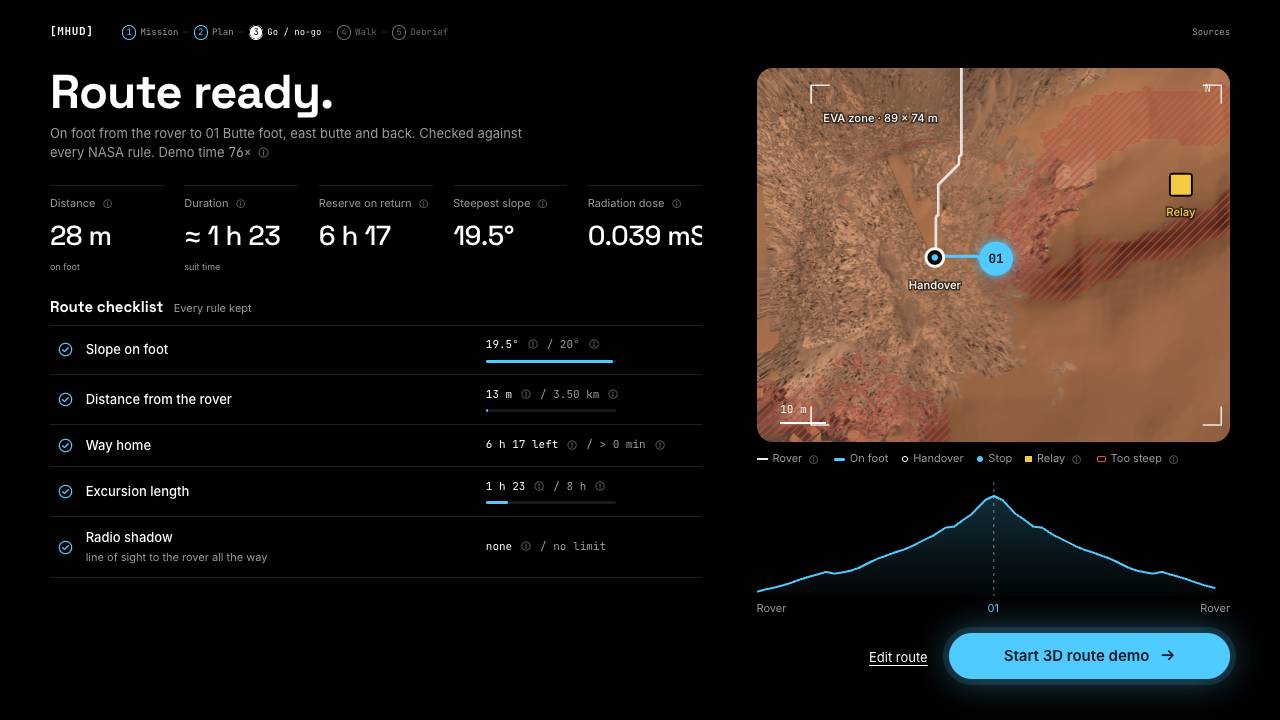 [MHUD]
1 Mission – 2 Plan – 3 Go / no-go – 4 Walk – 5 Debrief
Sources
Route ready.
On foot from the rover to 01 Butte foot, east butte and back. Checked against
every NASA rule. Demo time 76× ⓘ
Distance ⓘ
28 m
on foot
Duration ⓘ
≈ 1 h 23
suit time
Reserve on return ⓘ
6 h 17
Steepest slope ⓘ
19.5°
Radiation dose ⓘ
0.039 mS
Route checklist Every rule kept
Slope on foot
19.5° ⓘ / 20° ⓘ
Distance from the rover
13 m ⓘ / 3.50 km ⓘ
Way home
6 h 17 left ⓘ / > 0 min ⓘ
Excursion length
1 h 23 ⓘ / 8 h ⓘ
Radio shadow
line of sight to the rover all the way
none ⓘ / no limit
N
EVA zone · 89 × 74 m
Relay
01
Handover
10 m
Rover ⓘ On foot Handover Stop Relay ⓘ Too steep ⓘ
Rover 01 Rover
Edit route
Start 3D route demo →